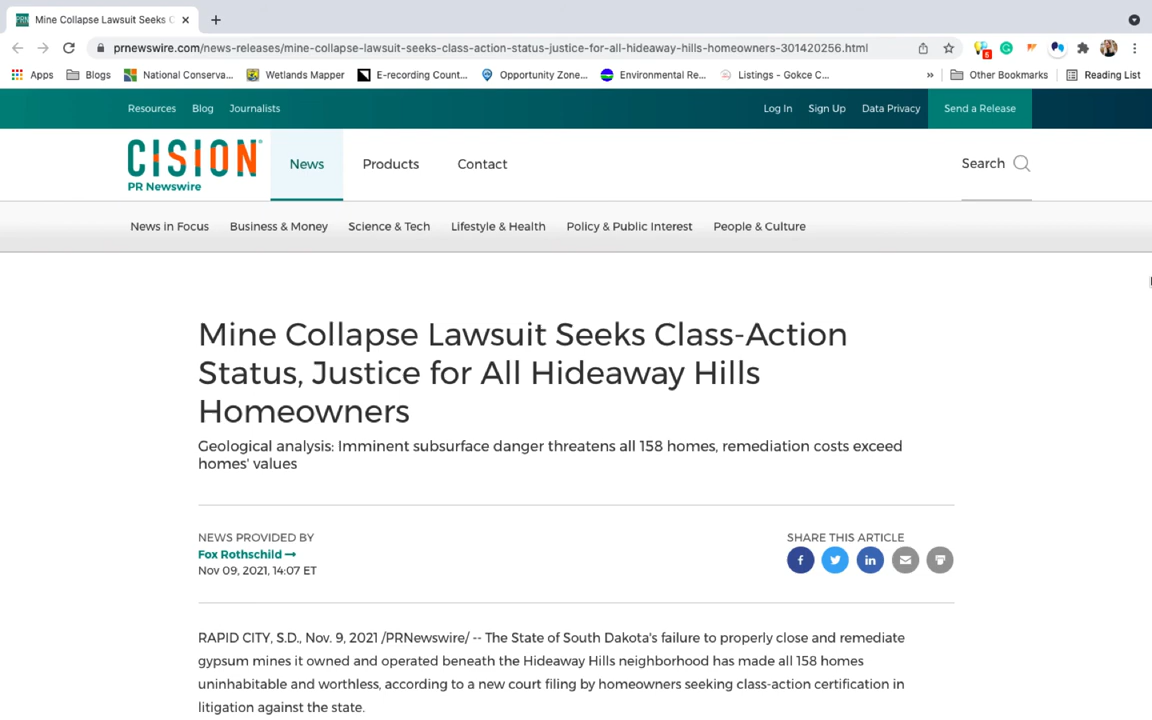 Mine Collapse Lawsuit Seeks C
prnewswire.com/news-releases/mine-collapse-lawsuit-seeks-class-action-status-justice-for-all-hideaway-hills-homeowners-301420256.html
Apps Blogs National Conserva... Wetlands Mapper E-recording Count... Opportunity Zone... Environmental Re... Listings - Gokce C... » Other Bookmarks Reading List
Resources Blog Journalists Log In Sign Up Data Privacy Send a Release
CISION
PR Newswire
News Products Contact Search
News in Focus Business & Money Science & Tech Lifestyle & Health Policy & Public Interest People & Culture
Mine Collapse Lawsuit Seeks Class-Action
Status, Justice for All Hideaway Hills
Homeowners
Geological analysis: Imminent subsurface danger threatens all 158 homes, remediation costs exceed
homes' values
NEWS PROVIDED BY
Fox Rothschild →
Nov 09, 2021, 14:07 ET
SHARE THIS ARTICLE
RAPID CITY, S.D., Nov. 9, 2021 /PRNewswire/ -- The State of South Dakota's failure to properly close and remediate
gypsum mines it owned and operated beneath the Hideaway Hills neighborhood has made all 158 homes
uninhabitable and worthless, according to a new court filing by homeowners seeking class-action certification in
litigation against the state.